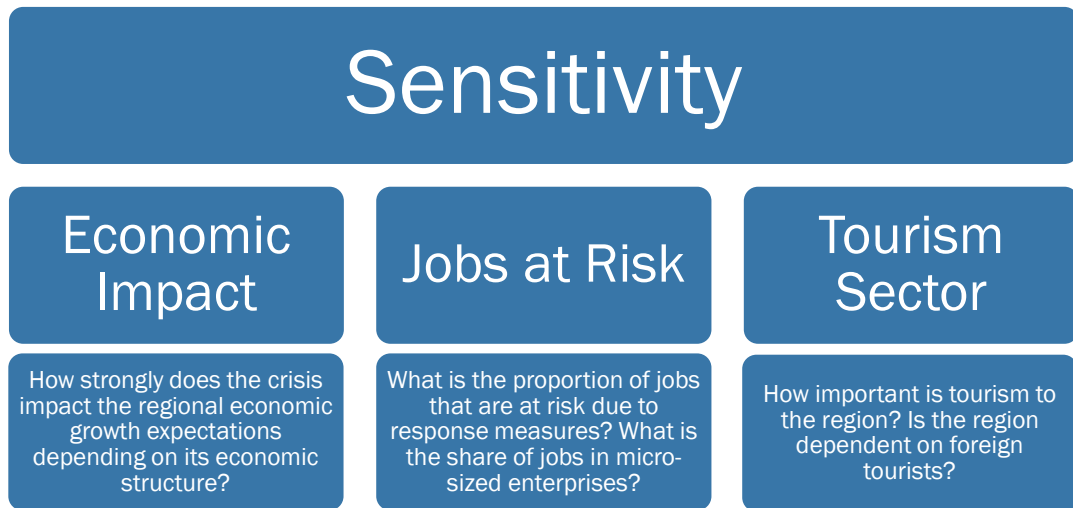 Sensitivity
Economic
Impact
Jobs at Risk
Tourism
Sector
How strongly does the crisis
impact the regional economic
growth expectations
depending on its economic
structure?
What is the proportion of jobs
that are at risk due to
response measures? What is
the share of jobs in micro-
sized enterprises?
How important is tourism to
the region? Is the region
dependent on foreign
tourists?